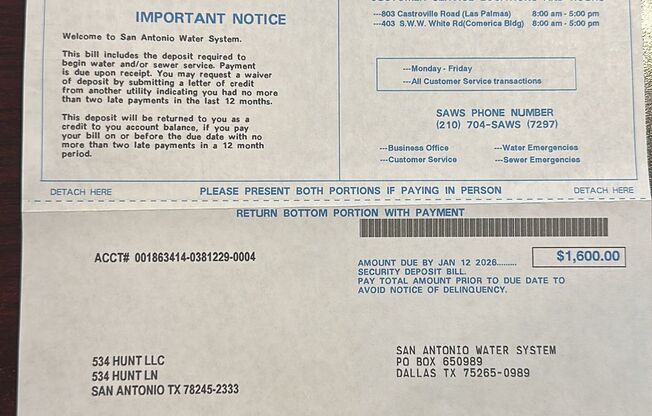 IMPORTANT NOTICE
Welcome to San Antonio Water System.
This bill includes the deposit required to
begin water and/or sewer service. Payment
is due upon receipt. You may request a waiver
of deposit by submitting a letter of credit
from another utility indicating you had no more
than two late payments in the last 12 months.
This deposit will be returned to you as a
credit to you account balance, if you pay
your bill on or before the due date with no
more than two late payments in a 12 month
period.
---803 Castroville Road (Las Palmas) 8:00 am - 5:00 pm
---403 S.W.W. White Rd(Comerica Bldg) 8:00 am - 5:00 pm
---Monday - Friday
---All Customer Service transactions
SAWS PHONE NUMBER
(210) 704-SAWS (7297)
---Business Office ---Water Emergencies
---Customer Service ---Sewer Emergencies
DETACH HERE PLEASE PRESENT BOTH PORTIONS IF PAYING IN PERSON DETACH HERE
RETURN BOTTOM PORTION WITH PAYMENT
ACCT# 001863414-0381229-0004
AMOUNT DUE BY JAN 12 2026......... $1,600.00
SECURITY DEPOSIT BILL.
PAY TOTAL AMOUNT PRIOR TO DUE DATE TO
AVOID NOTICE OF DELINQUENCY.
534 HUNT LLC
534 HUNT LN
SAN ANTONIO TX 78245-2333
SAN ANTONIO WATER SYSTEM
PO BOX 650989
DALLAS TX 75265-0989